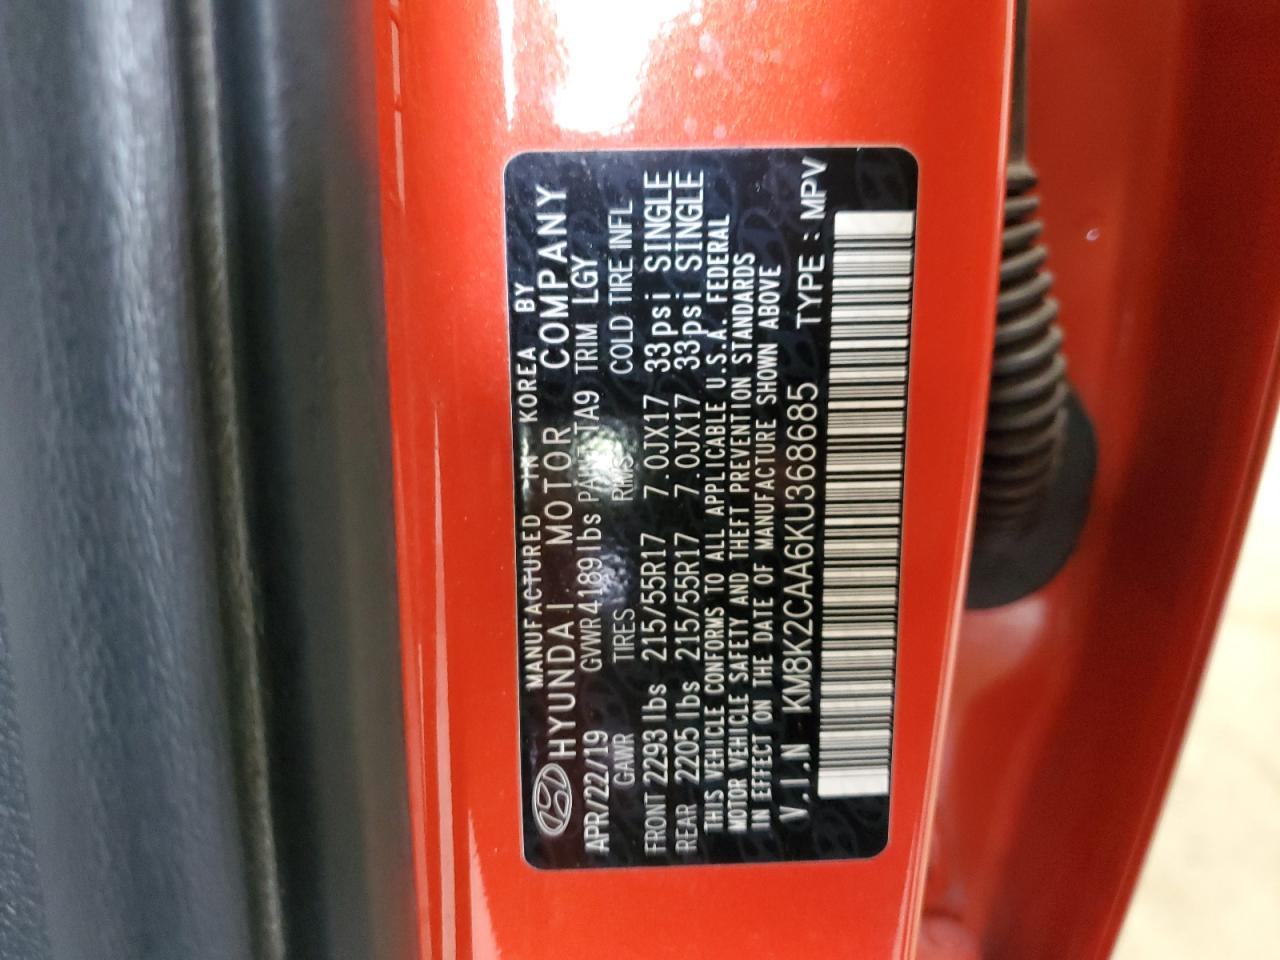 MANUFACTURED IN KOREA BY
HYUNDAI MOTOR COMPANY
APR/22/19 GVWR4189lbs PAINT TA9 TRIM LGY
GAWR TIRES RIMS COLD TIRE INFL
FRONT 2293 lbs 215/55R17 7.0JX17 33psi SINGLE
REAR 2205 lbs 215/55R17 7.0JX17 33psi SINGLE
THIS VEHICLE CONFORMS TO ALL APPLICABLE U.S.A. FEDERAL
MOTOR VEHICLE SAFETY AND THEFT PREVENTION STANDARDS
IN EFFECT ON THE DATE OF MANUFACTURE SHOWN ABOVE
V.I.N KM8K2CAA6KU368685 TYPE : MPV